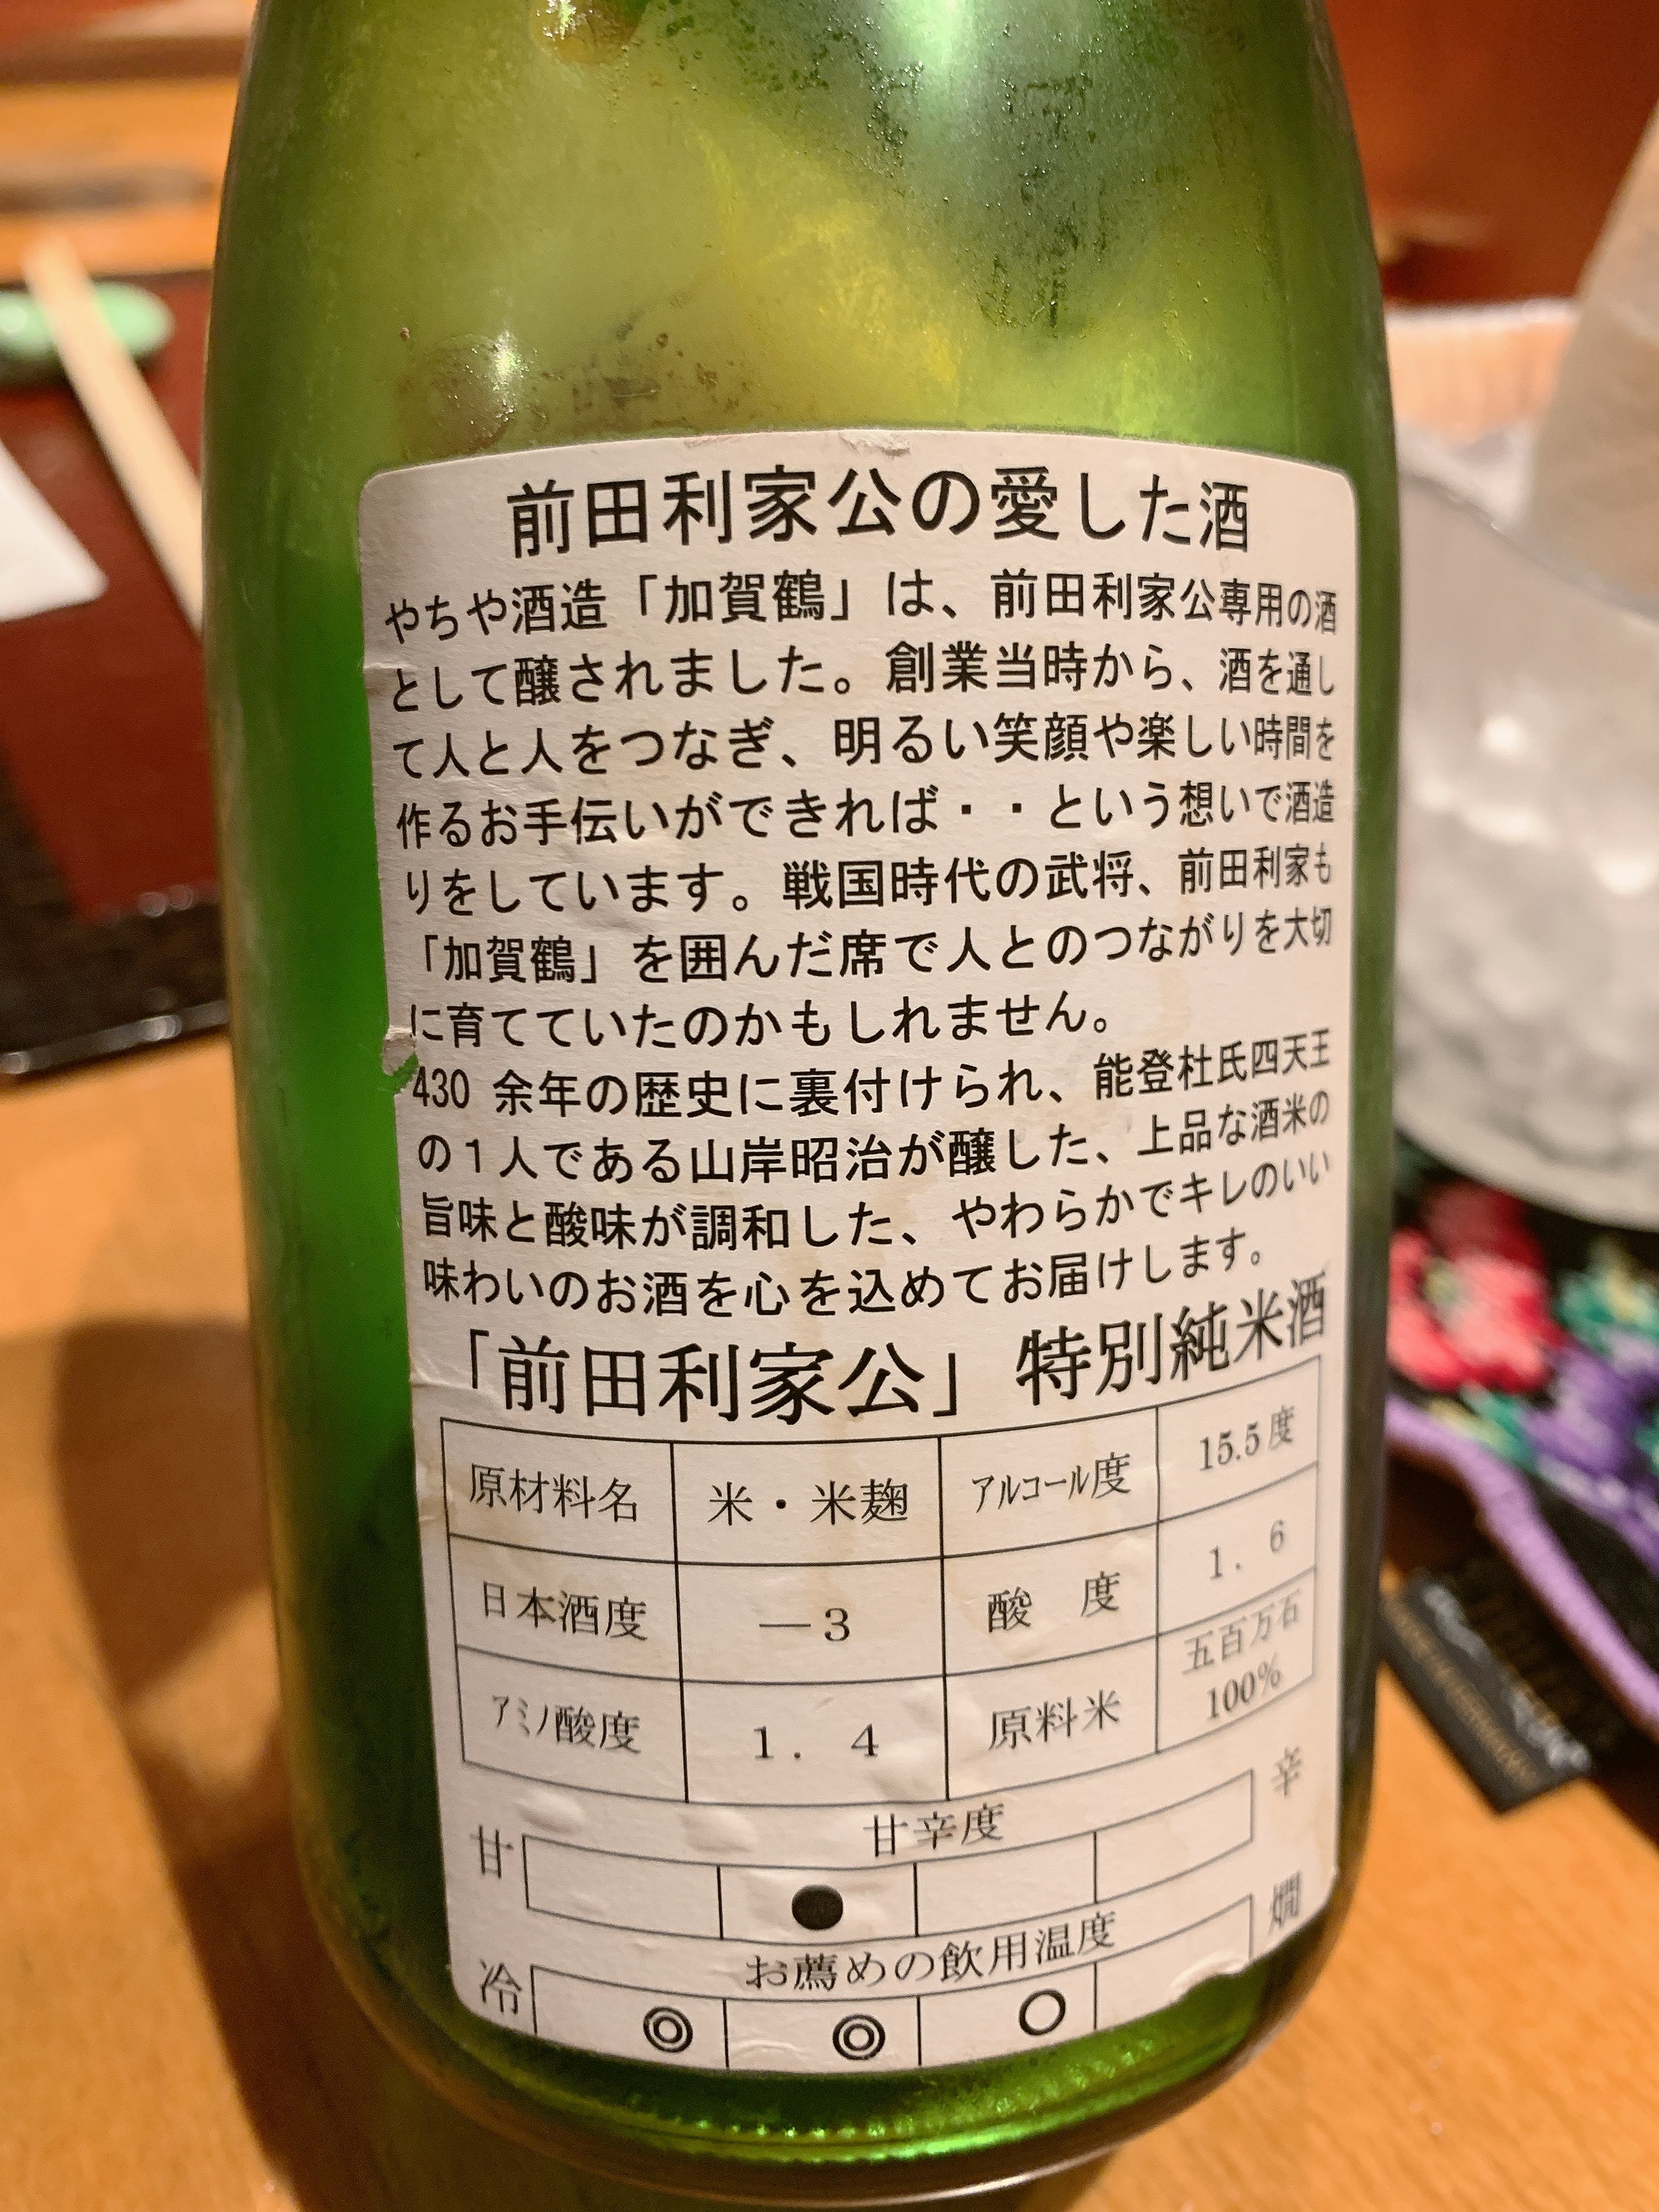 前田利家公の愛した酒
やちや酒造「加賀鶴」は、前田利家公専用の酒
として醸されました。創業当時から、酒を通し
て人と人をつなぎ、明るい笑顔や楽しい時間を
作るお手伝いができれば・・という想いで酒造
りをしています。戦国時代の武将、前田利家も
「加賀鶴」を囲んだ席で人とのつながりを大切
に育てていたのかもしれません。
430 余年の歴史に裏付けられ、能登杜氏四天王
の1人である山岸昭治が醸した、上品な酒米の
旨味と酸味が調和した、やわらかでキレのいい
味わいのお酒を心を込めてお届けします。
「前田利家公」特別純米酒
原材料名 米・米麹 アルコール度 15.5度
日本酒度 —3 酸 度 1. 6
アミノ酸度 1. 4 原料米 五百万石 100%
甘辛度
甘 ● 辛
お薦めの飲用温度
冷 ◎ ◎ ○ 燗